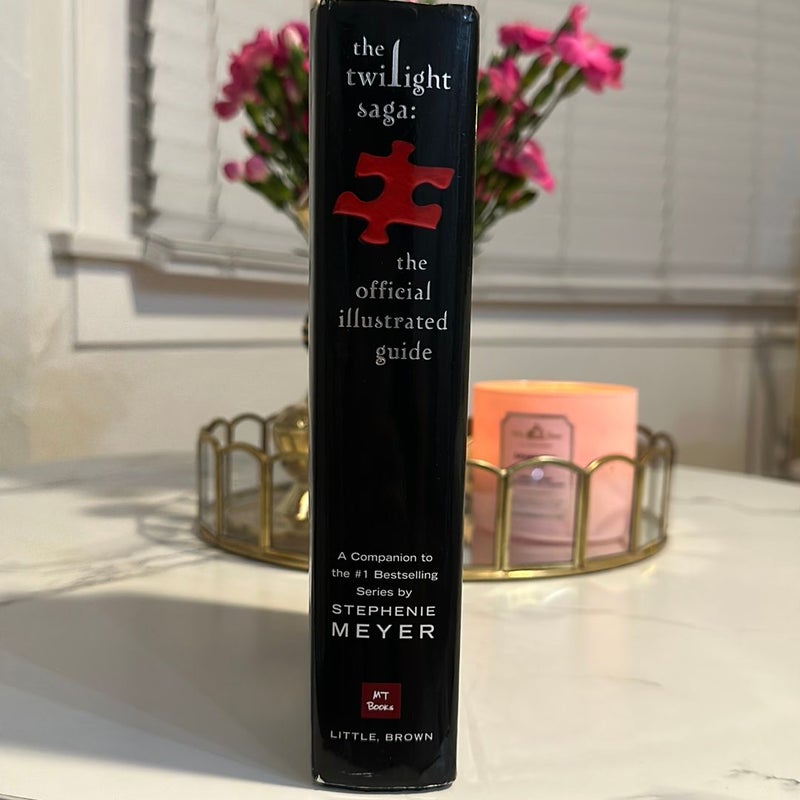 the
twilight
saga:
the
official
illustrated
guide
A Companion to
the #1 Bestselling
Series by
STEPHENIE
MEYER
MT
Books
LITTLE, BROWN